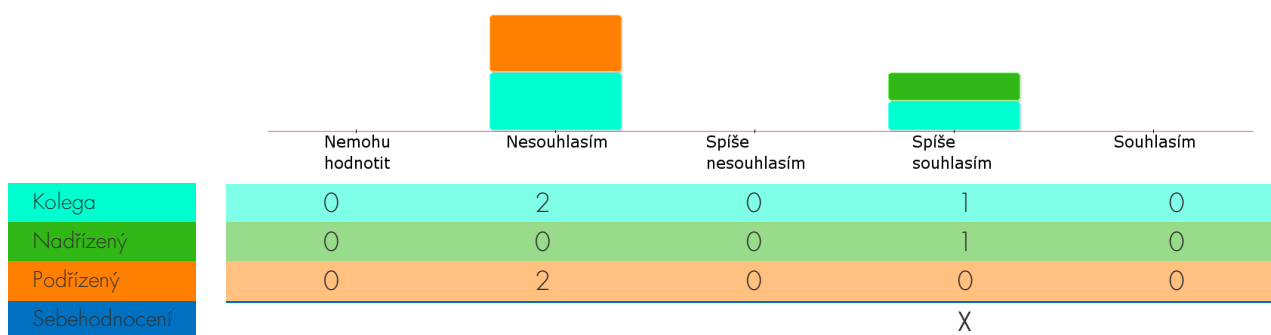 Nemohu hodnotit
Nesouhlasím
Spíše nesouhlasím
Spíše souhlasím
Souhlasím
Kolega 0 2 0 1 0
Nadřízený 0 0 0 1 0
Podřízený 0 2 0 0 0
Sebehodnocení X